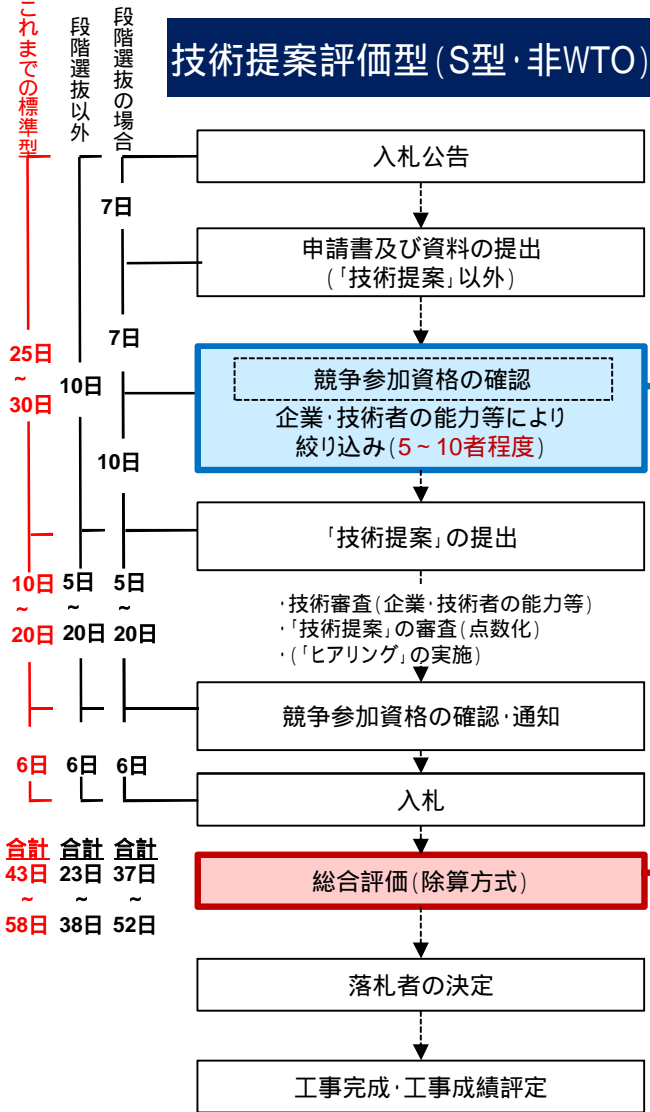 これまでの標準型
段階選抜以外
段階選抜の場合
技術提案評価型(S型・非WTO)
入札公告
7日
申請書及び資料の提出
(「技術提案」以外)
7日
25日
~
30日
10日
競争参加資格の確認
企業・技術者の能力等により
絞り込み(5~10者程度)
10日
「技術提案」の提出
10日
~
20日
5日
~
20日
5日
~
20日
・技術審査(企業・技術者の能力等)
・「技術提案」の審査(点数化)
・(「ヒアリング」の実施)
競争参加資格の確認・通知
6日
6日
6日
入札
合計
43日
~
58日
合計
23日
~
38日
合計
37日
~
52日
総合評価(除算方式)
落札者の決定
工事完成・工事成績評定